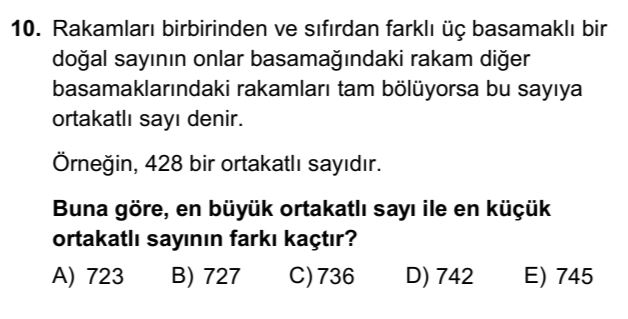 10. Rakamları birbirinden ve sıfırdan farklı üç basamaklı bir
doğal sayının onlar basamağındaki rakam diğer
basamaklarındaki rakamları tam bölüyorsa bu sayıya
ortakatlı sayı denir.
Örneğin, 428 bir ortakatlı sayıdır.
Buna göre, en büyük ortakatlı sayı ile en küçük
ortakatlı sayının farkı kaçtır?
A) 723 B) 727 C) 736 D) 742 E) 745